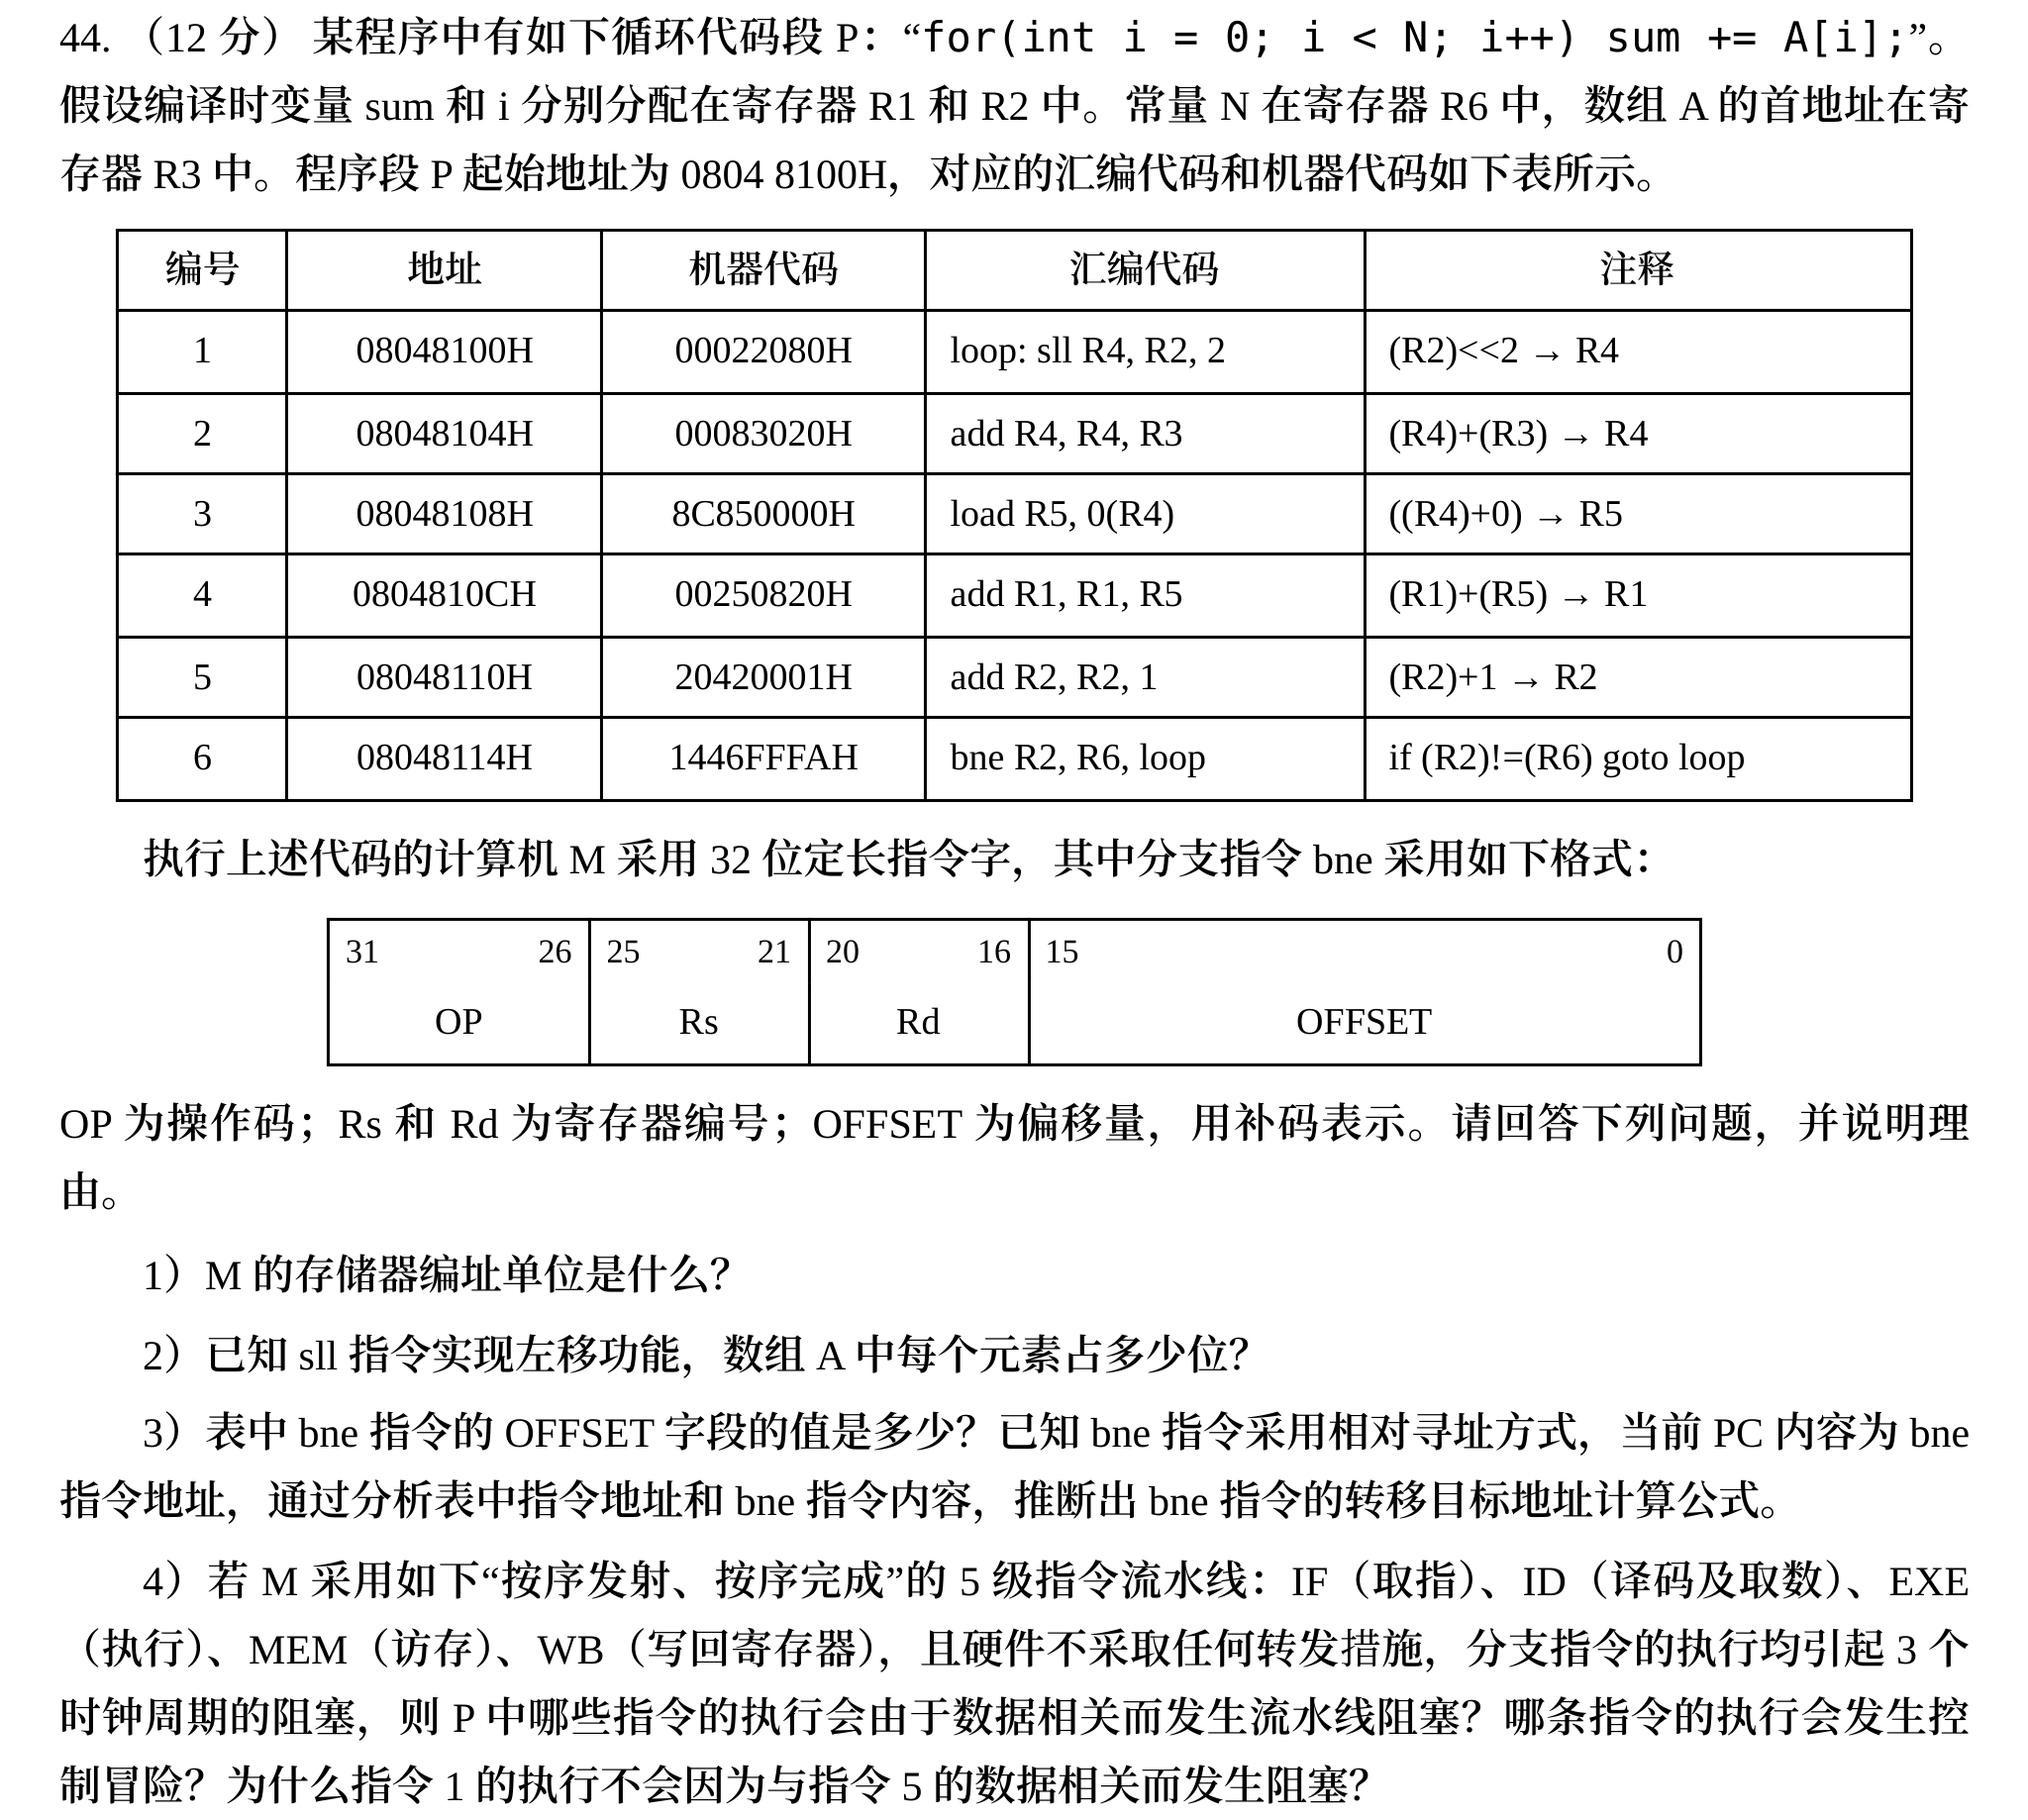 44. （12 分） 某程序中有如下循环代码段 P：“for(int i = 0; i < N; i++) sum += A[i];”。
假设编译时变量 sum 和 i 分别分配在寄存器 R1 和 R2 中。常量 N 在寄存器 R6 中，数组 A 的首地址在寄
存器 R3 中。程序段 P 起始地址为 0804 8100H，对应的汇编代码和机器代码如下表所示。
编号 地址 机器代码 汇编代码 注释
1 08048100H 00022080H loop: sll R4, R2, 2 (R2)<<2 → R4
2 08048104H 00083020H add R4, R4, R3 (R4)+(R3) → R4
3 08048108H 8C850000H load R5, 0(R4) ((R4)+0) → R5
4 0804810CH 00250820H add R1, R1, R5 (R1)+(R5) → R1
5 08048110H 20420001H add R2, R2, 1 (R2)+1 → R2
6 08048114H 1446FFFAH bne R2, R6, loop if (R2)!=(R6) goto loop
执行上述代码的计算机 M 采用 32 位定长指令字，其中分支指令 bne 采用如下格式：
31 26 25 21 20 16 15 0
OP Rs Rd OFFSET
OP 为操作码；Rs 和 Rd 为寄存器编号；OFFSET 为偏移量，用补码表示。请回答下列问题，并说明理
由。
1）M 的存储器编址单位是什么？
2）已知 sll 指令实现左移功能，数组 A 中每个元素占多少位？
3）表中 bne 指令的 OFFSET 字段的值是多少？已知 bne 指令采用相对寻址方式，当前 PC 内容为 bne
指令地址，通过分析表中指令地址和 bne 指令内容，推断出 bne 指令的转移目标地址计算公式。
4）若 M 采用如下“按序发射、按序完成”的 5 级指令流水线：IF（取指）、ID（译码及取数）、EXE
（执行）、MEM（访存）、WB（写回寄存器），且硬件不采取任何转发措施，分支指令的执行均引起 3 个
时钟周期的阻塞，则 P 中哪些指令的执行会由于数据相关而发生流水线阻塞？哪条指令的执行会发生控
制冒险？为什么指令 1 的执行不会因为与指令 5 的数据相关而发生阻塞？